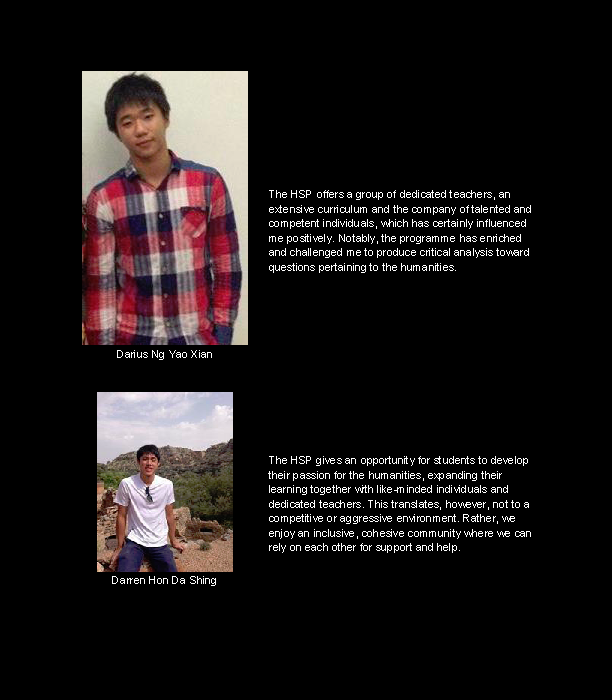 The HSP offers a group of dedicated teachers, an
extensive curriculum and the company of talented and
competent individuals, which has certainly influenced
me positively. Notably, the programme has enriched
and challenged me to produce critical analysis toward
questions pertaining to the humanities.
Darius Ng Yao Xian
The HSP gives an opportunity for students to develop
their passion for the humanities, expanding their
learning together with like-minded individuals and
dedicated teachers. This translates, however, not to a
competitive or aggressive environment. Rather, we
enjoy an inclusive, cohesive community where we can
rely on each other for support and help.
Darren Hon Da Shing